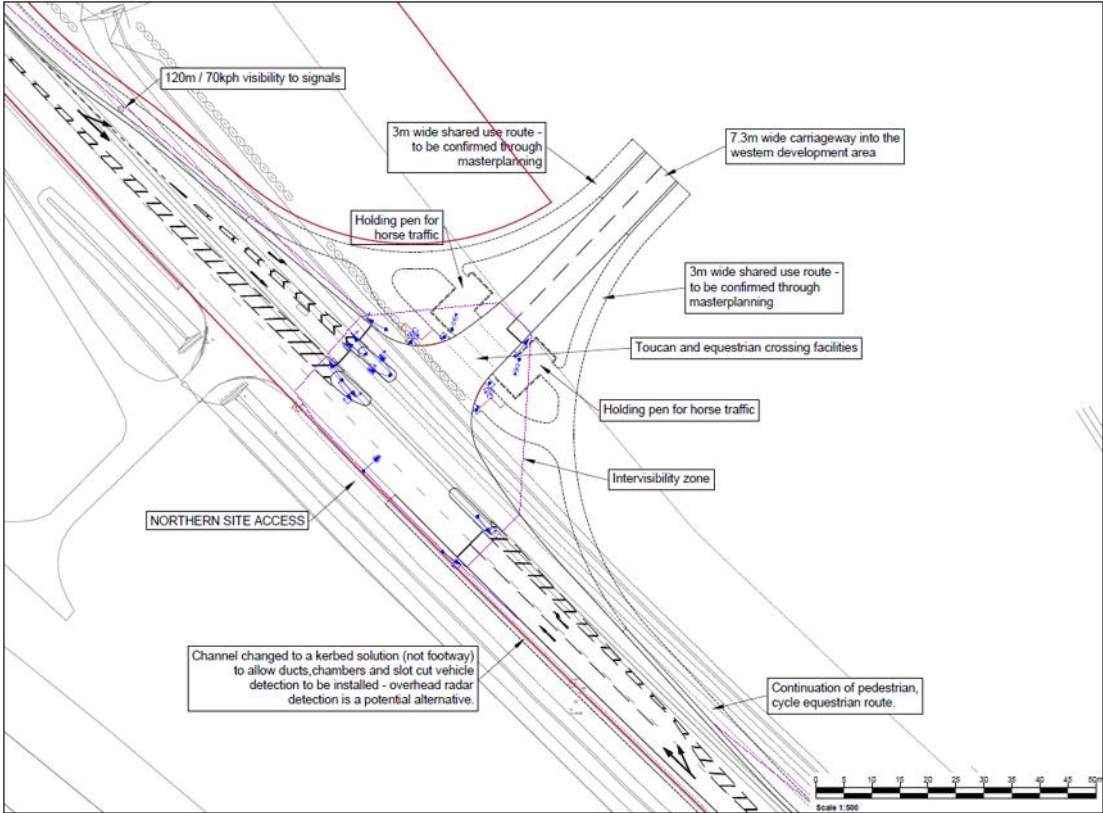 120m / 70kph visibility to signals
3m wide shared use route -
to be confirmed through
masterplanning
7.3m wide carriageway into the
western development area
Holding pen for
horse traffic
3m wide shared use route -
to be confirmed through
masterplanning
Toucan and equestrian crossing facilities
Holding pen for horse traffic
Intervisibility zone
NORTHERN SITE ACCESS
Channel changed to a kerbed solution (not footway)
to allow ducts,chambers and slot cut vehicle
detection to be installed - overhead radar
detection is a potential alternative.
Continuation of pedestrian,
cycle equestrian route.
0 5 10 15 20 25 30 35 40 45 50m
Scale 1:500